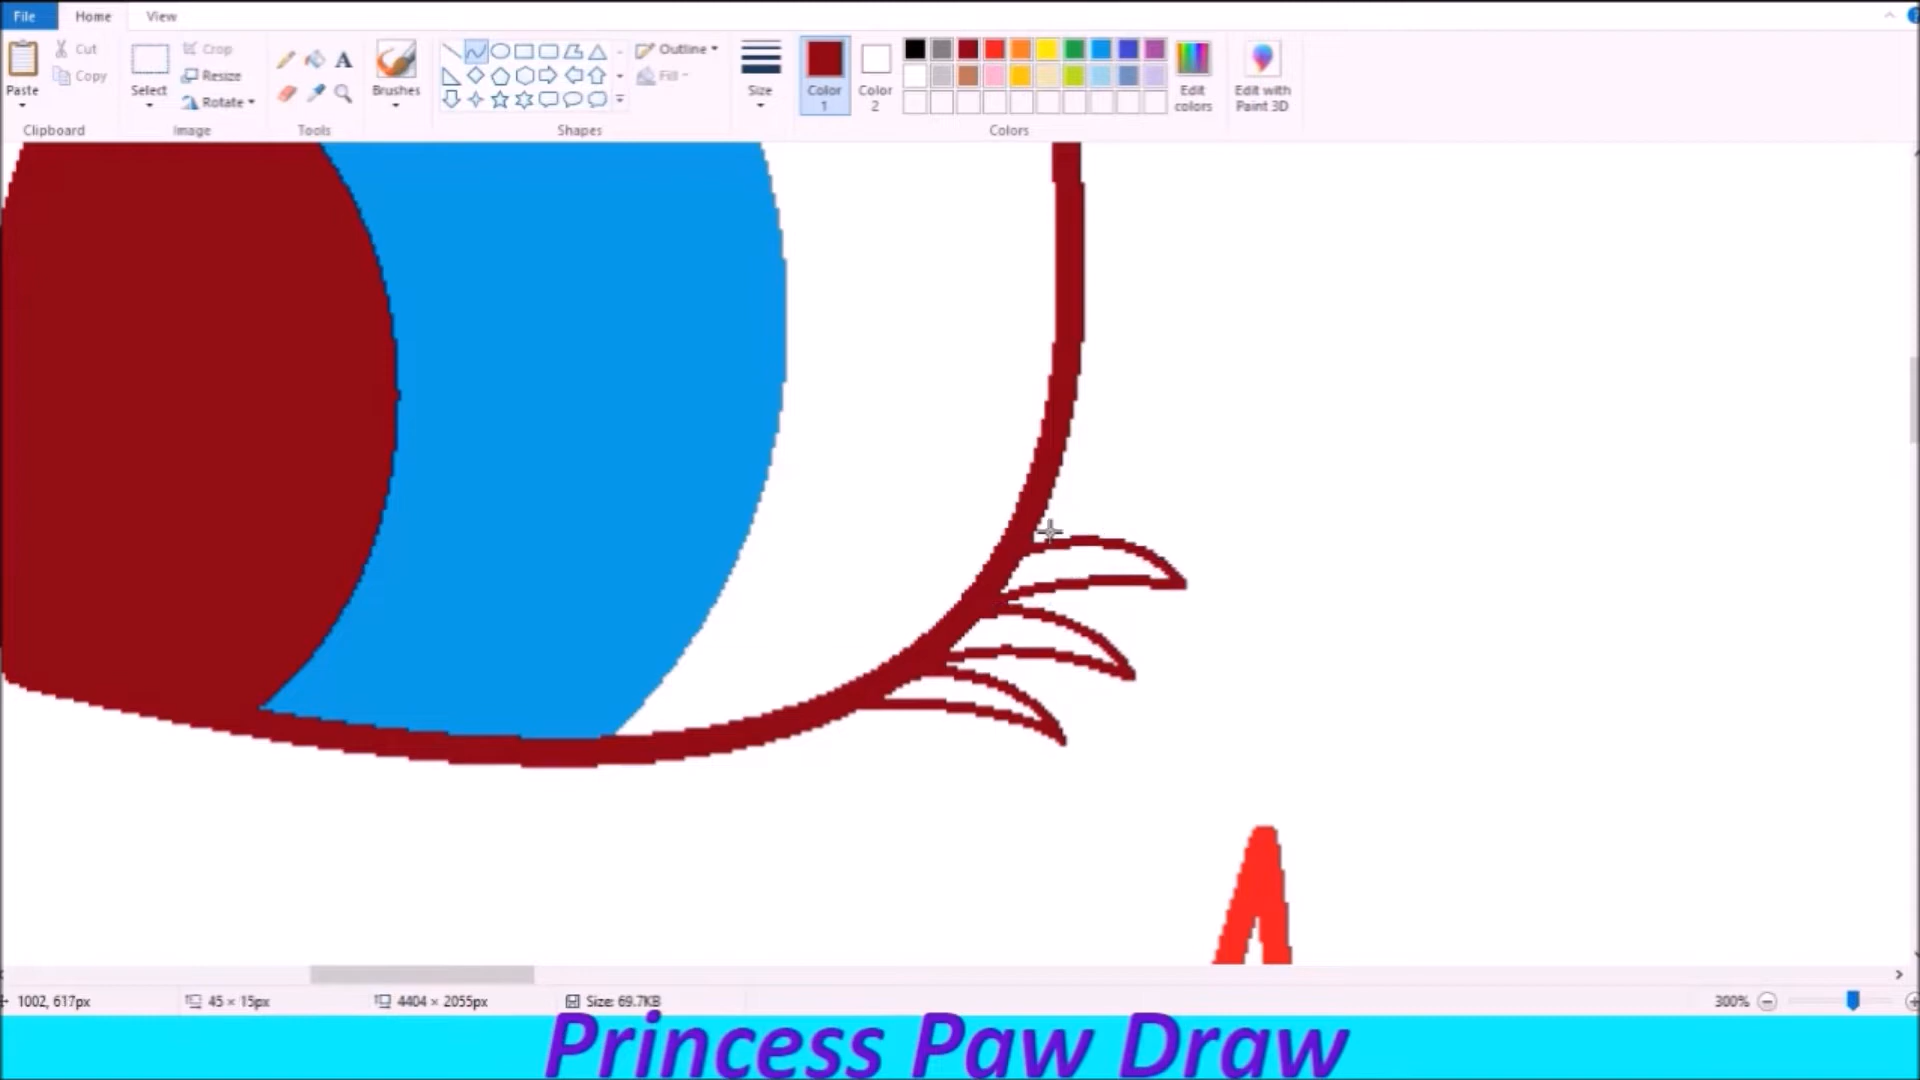 File Home View
Paste Cut Copy Clipboard
Select Crop Resize Rotate Image
A
Tools
Brushes
Shapes
Outline Fill
Size
Color 1
Color 2
Colors
Edit colors
Edit with Paint 3D
1002, 617px 45 × 15px 4404 × 2055px Size: 69.7KB 300%
Princess Paw Draw